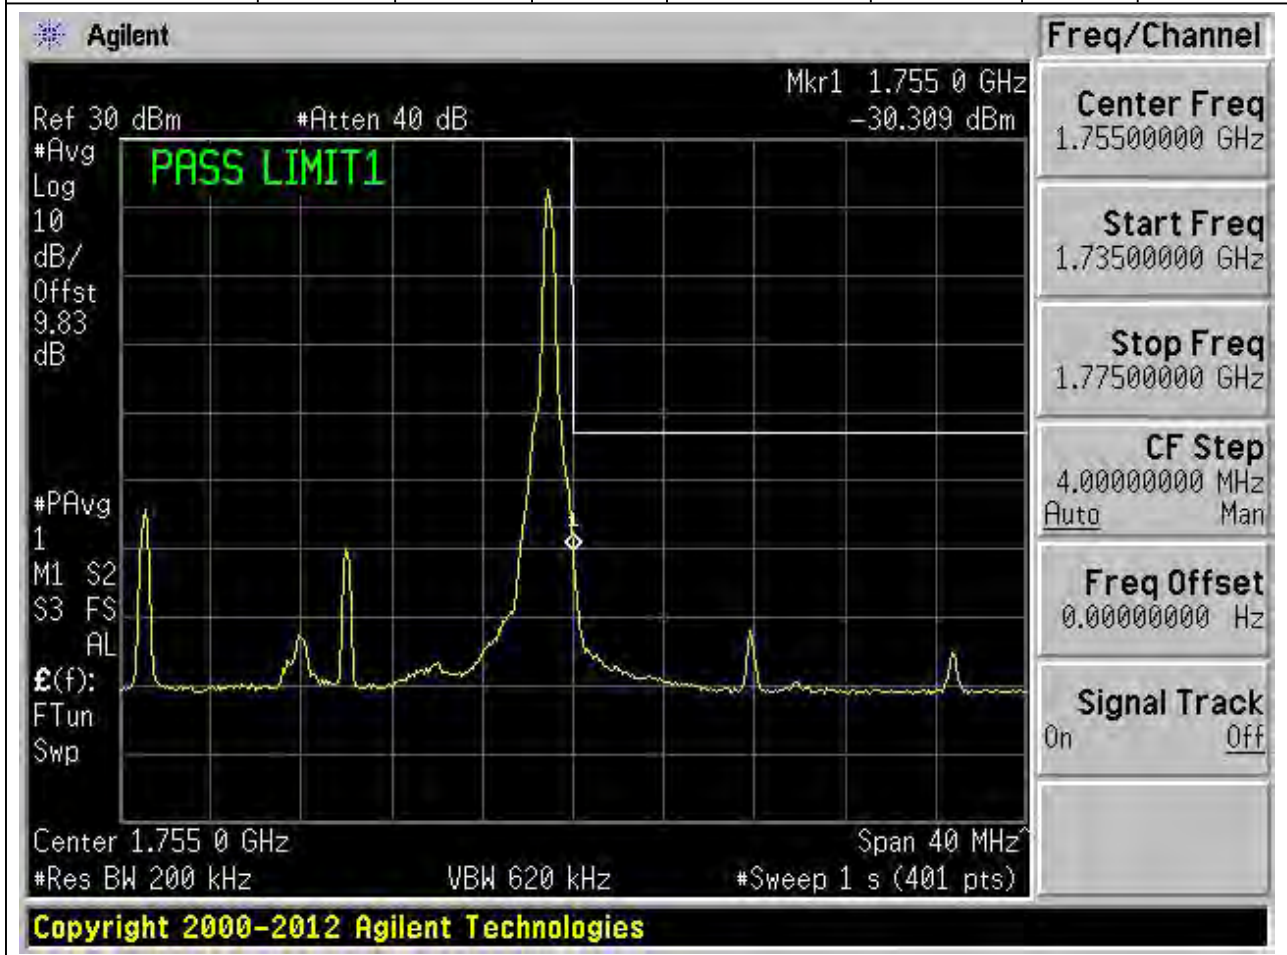 Agilent
Freq/Channel
Mkr1 1.755 0 GHz
Ref 30 dBm #Atten 40 dB -30.309 dBm
#Avg
Log
10
dB/
Offst
9.83
dB
PASS LIMIT1
#PAvg
1
M1 S2
S3 FS
AL
£(f):
FTun
Swp
1
Center 1.755 0 GHz Span 40 MHz^
#Res BW 200 kHz VBW 620 kHz #Sweep 1 s (401 pts)
Center Freq
1.75500000 GHz
Start Freq
1.73500000 GHz
Stop Freq
1.77500000 GHz
CF Step
4.00000000 MHz
Auto Man
Freq Offset
0.00000000 Hz
Signal Track
On Off
Copyright 2000-2012 Agilent Technologies